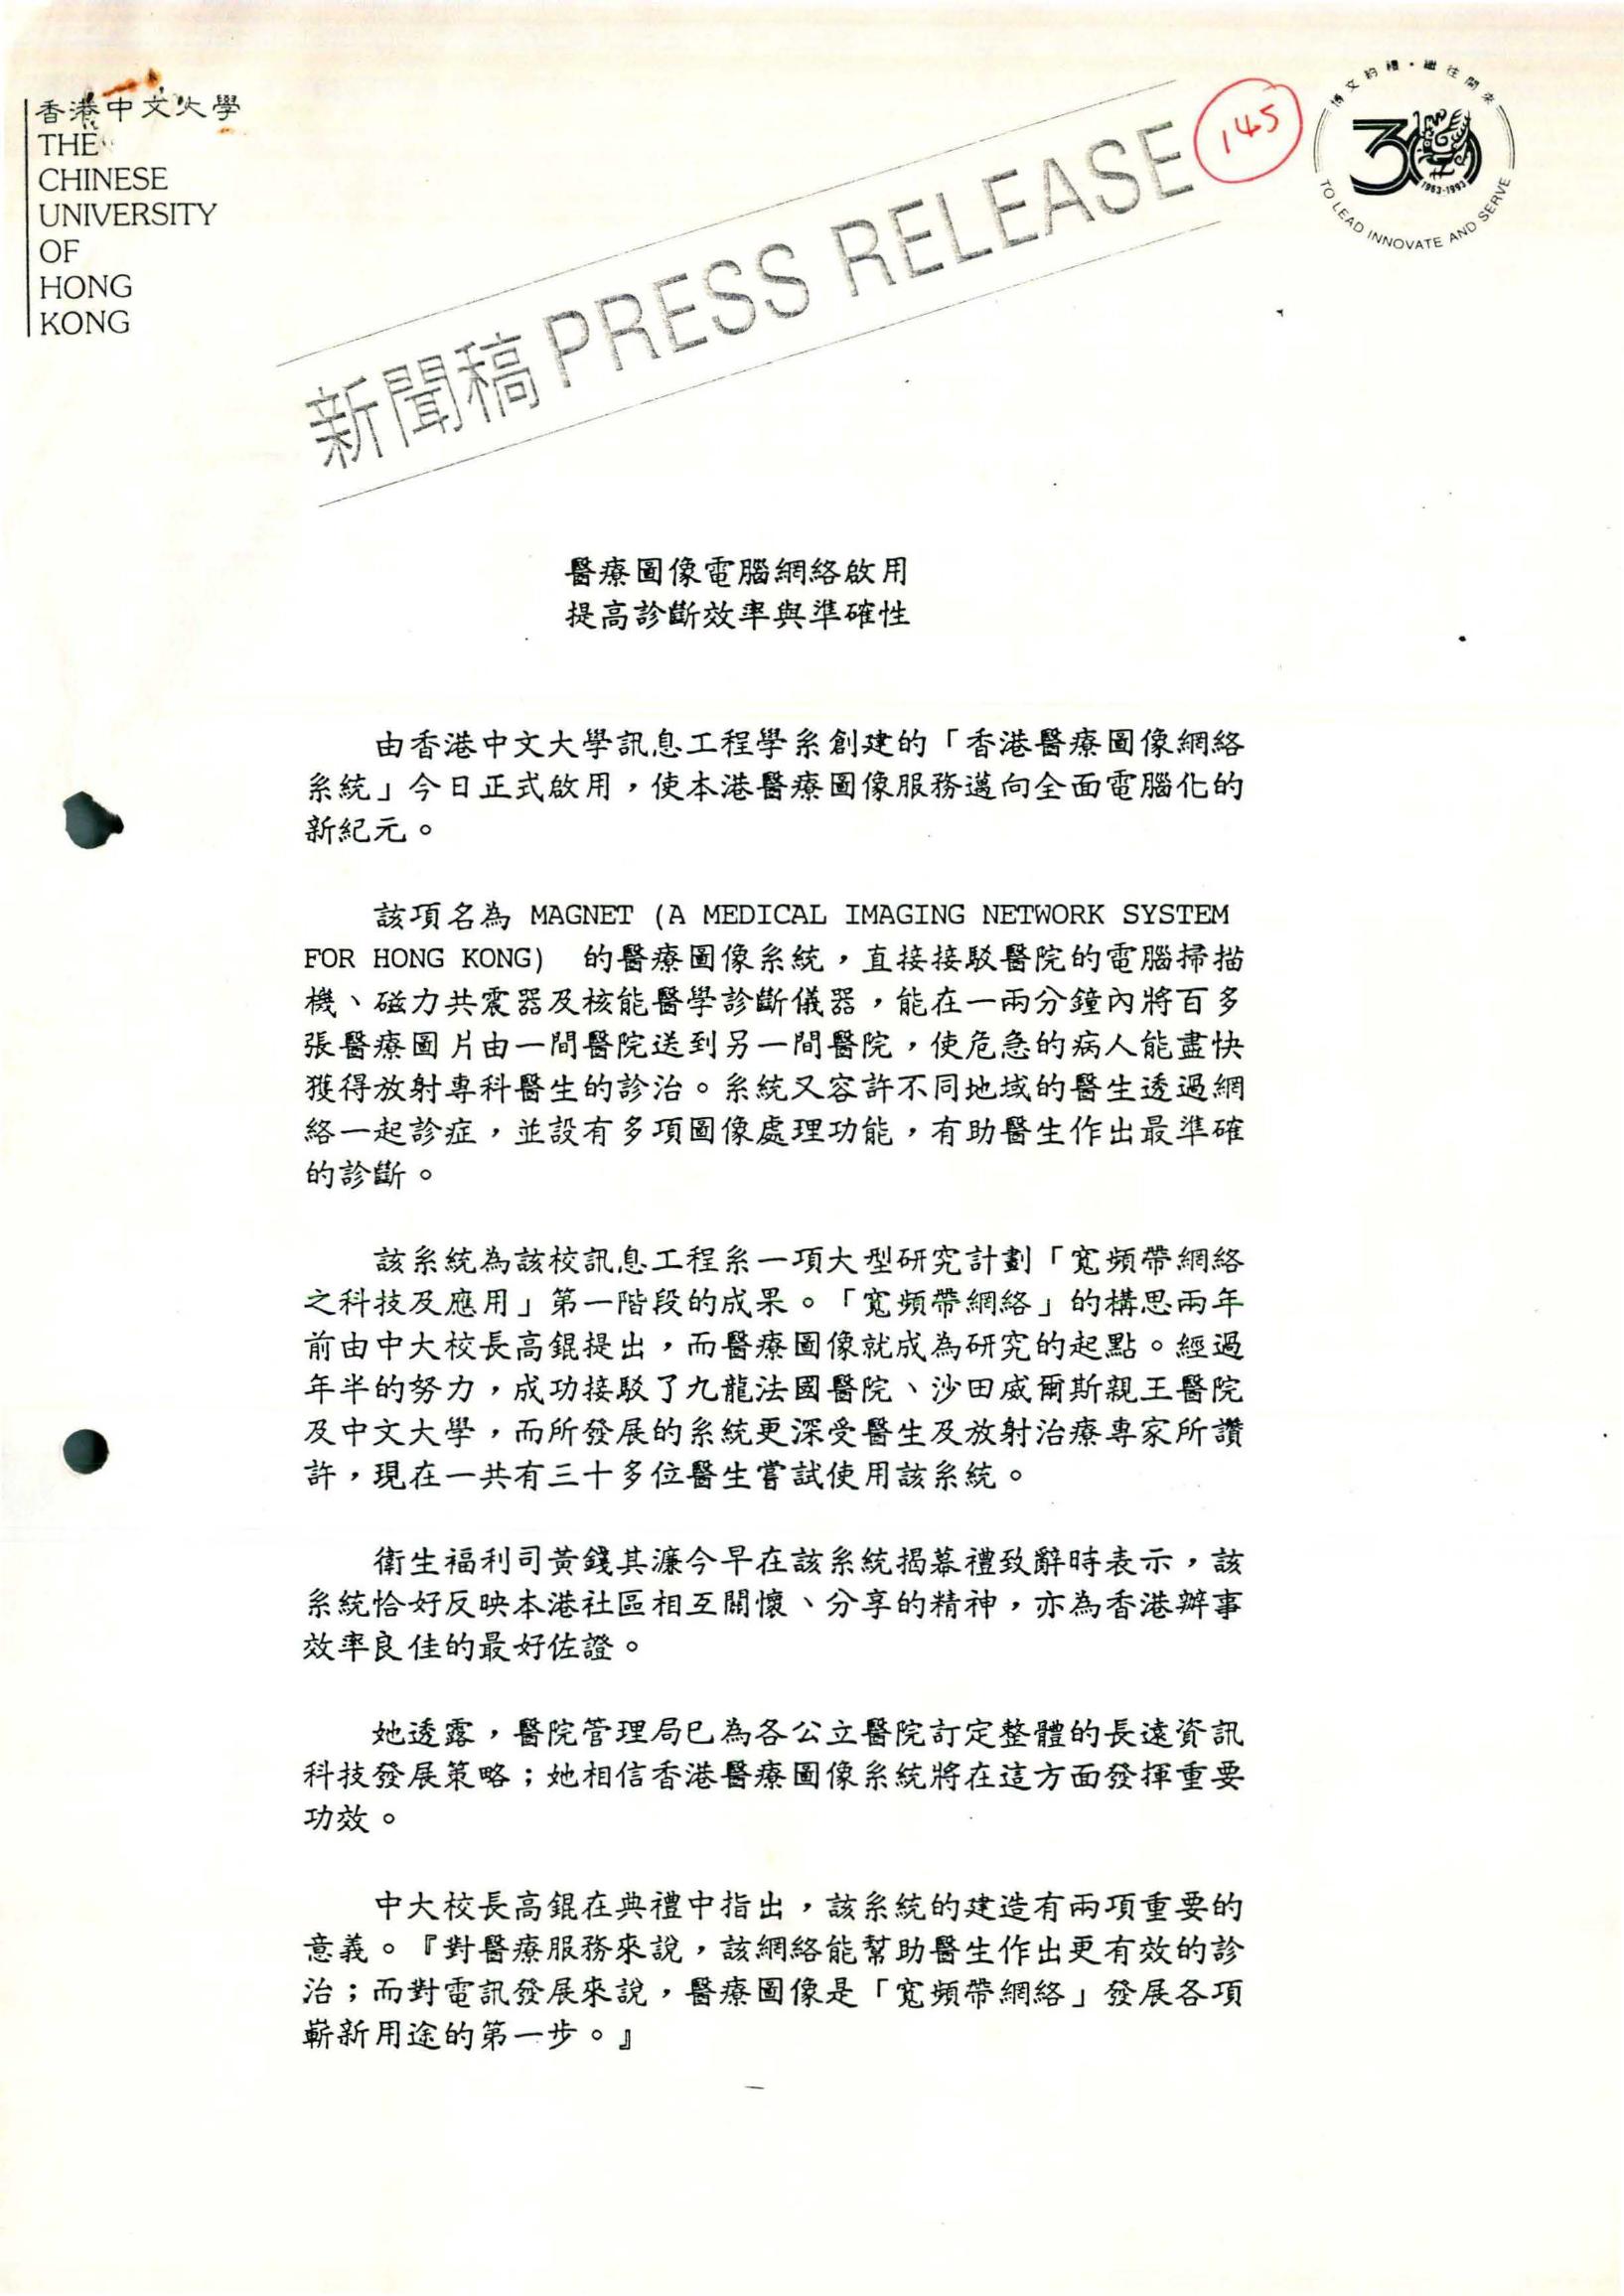 香港中文大學
THE
CHINESE
UNIVERSITY
OF
HONG
KONG
新聞稿 PRESS RELEASE
145
博文約禮·繼往開來
30
1963-1993
TO LEAD INNOVATE AND SERVE
醫療圖像電腦網絡啟用
提高診斷效率與準確性
由香港中文大學訊息工程學系創建的「香港醫療圖像網絡
系統」今日正式啟用，使本港醫療圖像服務邁向全面電腦化的
新紀元。
該項名為 MAGNET (A MEDICAL IMAGING NETWORK SYSTEM
FOR HONG KONG) 的醫療圖像系統，直接接駁醫院的電腦掃描
機、磁力共震器及核能醫學診斷儀器，能在一兩分鐘內將百多
張醫療圖片由一間醫院送到另一間醫院，使危急的病人能盡快
獲得放射專科醫生的診治。系統又容許不同地域的醫生透過網
絡一起診症，並設有多項圖像處理功能，有助醫生作出最準確
的診斷。
該系統為該校訊息工程系一項大型研究計劃「寬頻帶網絡
之科技及應用」第一階段的成果。「寬頻帶網絡」的構思兩年
前由中大校長高錕提出，而醫療圖像就成為研究的起點。經過
年半的努力，成功接駁了九龍法國醫院、沙田威爾斯親王醫院
及中文大學，而所發展的系統更深受醫生及放射治療專家所讚
許，現在一共有三十多位醫生嘗試使用該系統。
衛生福利司黃錢其濂今早在該系統揭幕禮致辭時表示，該
系統恰好反映本港社區相互關懷、分享的精神，亦為香港辦事
效率良佳的最好佐證。
她透露，醫院管理局已為各公立醫院訂定整體的長遠資訊
科技發展策略；她相信香港醫療圖像系統將在這方面發揮重要
功效。
中大校長高錕在典禮中指出，該系統的建造有兩項重要的
意義。『對醫療服務來說，該網絡能幫助醫生作出更有效的診
治；而對電訊發展來說，醫療圖像是「寬頻帶網絡」發展各項
嶄新用途的第一步。』